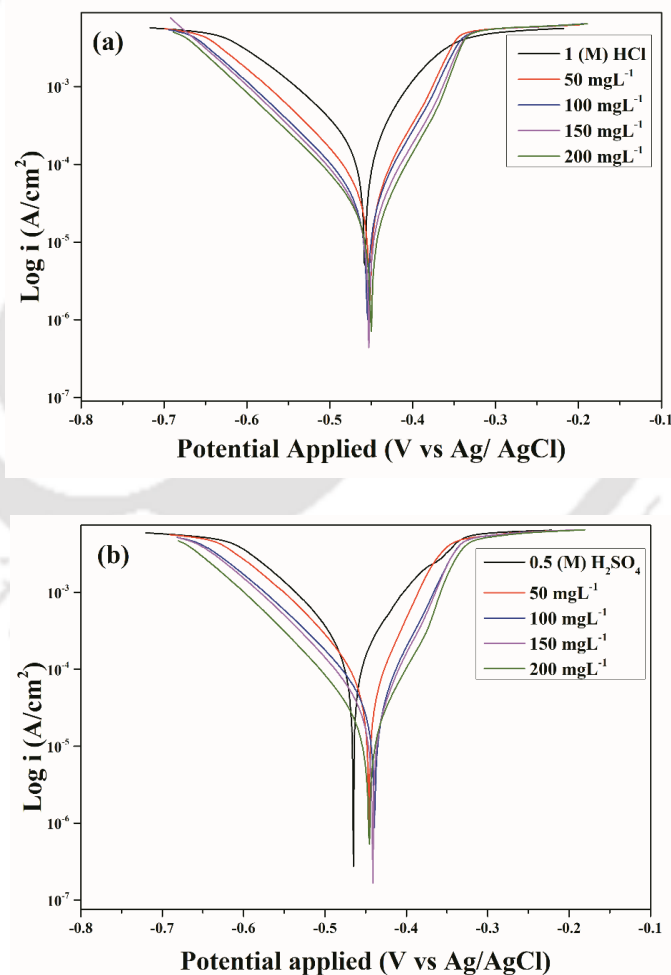 (a)
1 (M) HCl
50 mgL⁻¹
100 mgL⁻¹
150 mgL⁻¹
200 mgL⁻¹
Log i (A/cm²)
10⁻³
10⁻⁴
10⁻⁵
10⁻⁶
10⁻⁷
-0.8 -0.7 -0.6 -0.5 -0.4 -0.3 -0.2 -0.1
Potential Applied (V vs Ag/ AgCl)
(b)
0.5 (M) H₂SO₄
50 mgL⁻¹
100 mgL⁻¹
150 mgL⁻¹
200 mgL⁻¹
Log i (A/cm²)
10⁻³
10⁻⁴
10⁻⁵
10⁻⁶
10⁻⁷
-0.8 -0.7 -0.6 -0.5 -0.4 -0.3 -0.2 -0.1
Potential applied (V vs Ag/AgCl)